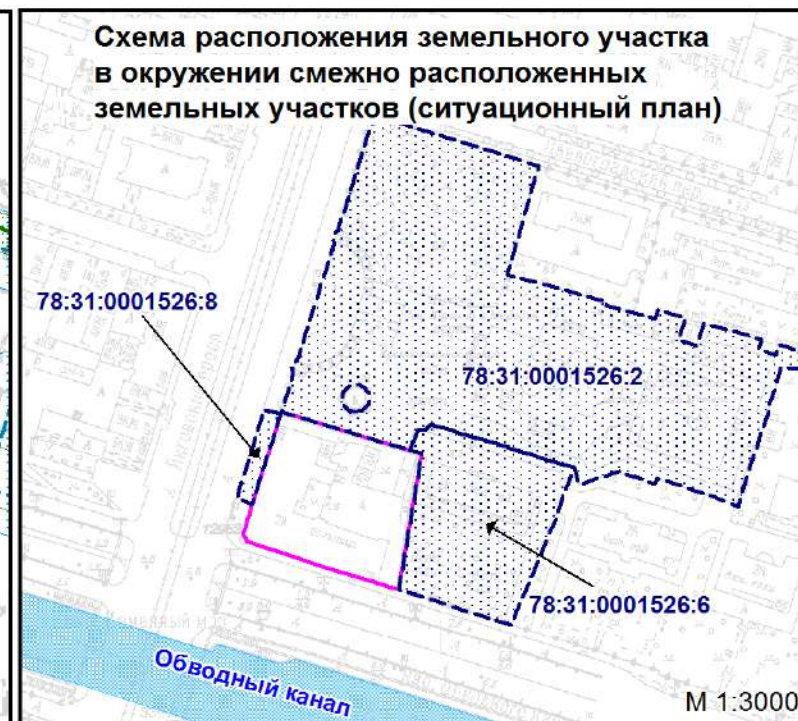 Схема расположения земельного участка
в окружении смежно расположенных
земельных участков (ситуационный план)
78:31:0001526:8
78:31:0001526:2
78:31:0001526:6
Обводный канал
М 1:3000